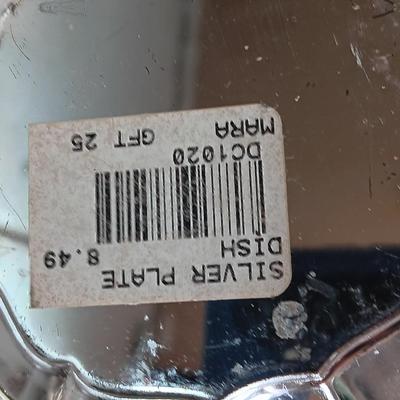 SILVER PLATE
DISH 8.49
DC1020
MARA GFT 25